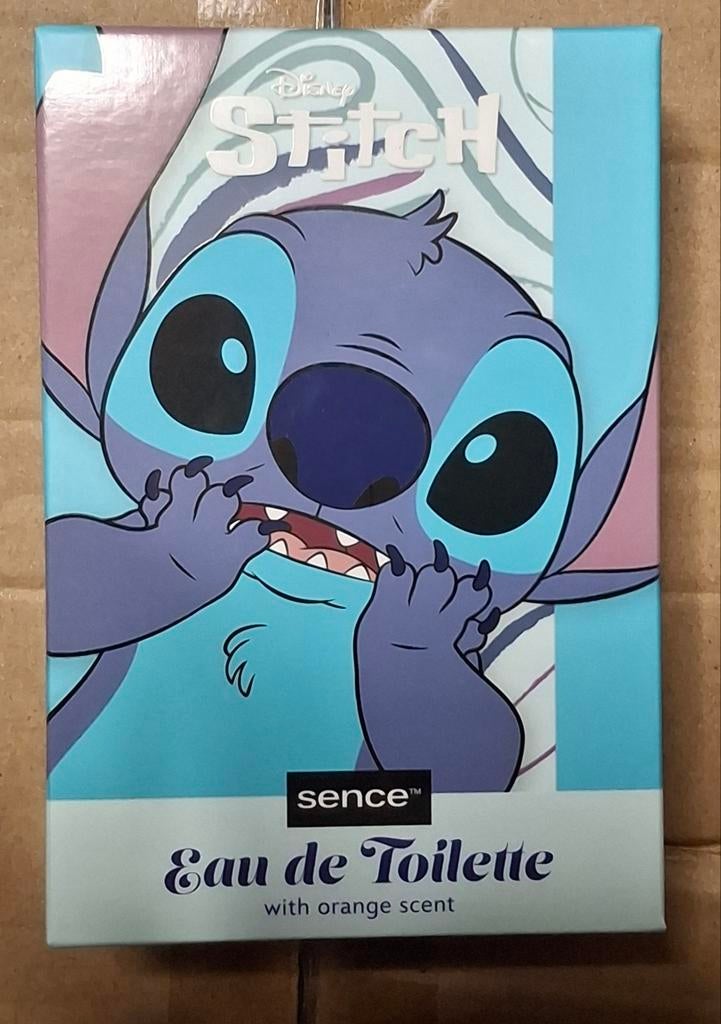 Disney
Stitch
sence™
Eau de Toilette
with orange scent